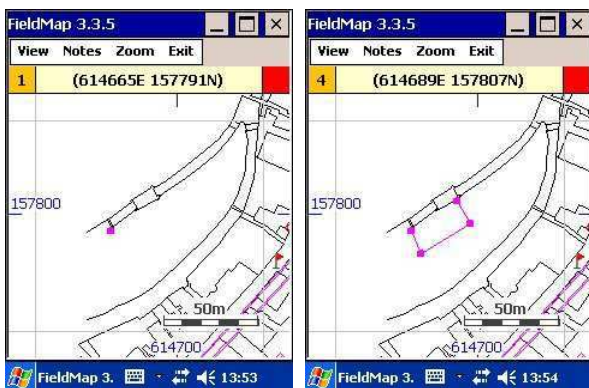 FieldMap 3.3.5
View Notes Zoom Exit
1 (614665E 157791N)
157800
50m
614700
FieldMap 3. 13:53
FieldMap 3.3.5
View Notes Zoom Exit
4 (614689E 157807N)
157800
50m
614700
FieldMap 3. 13:54